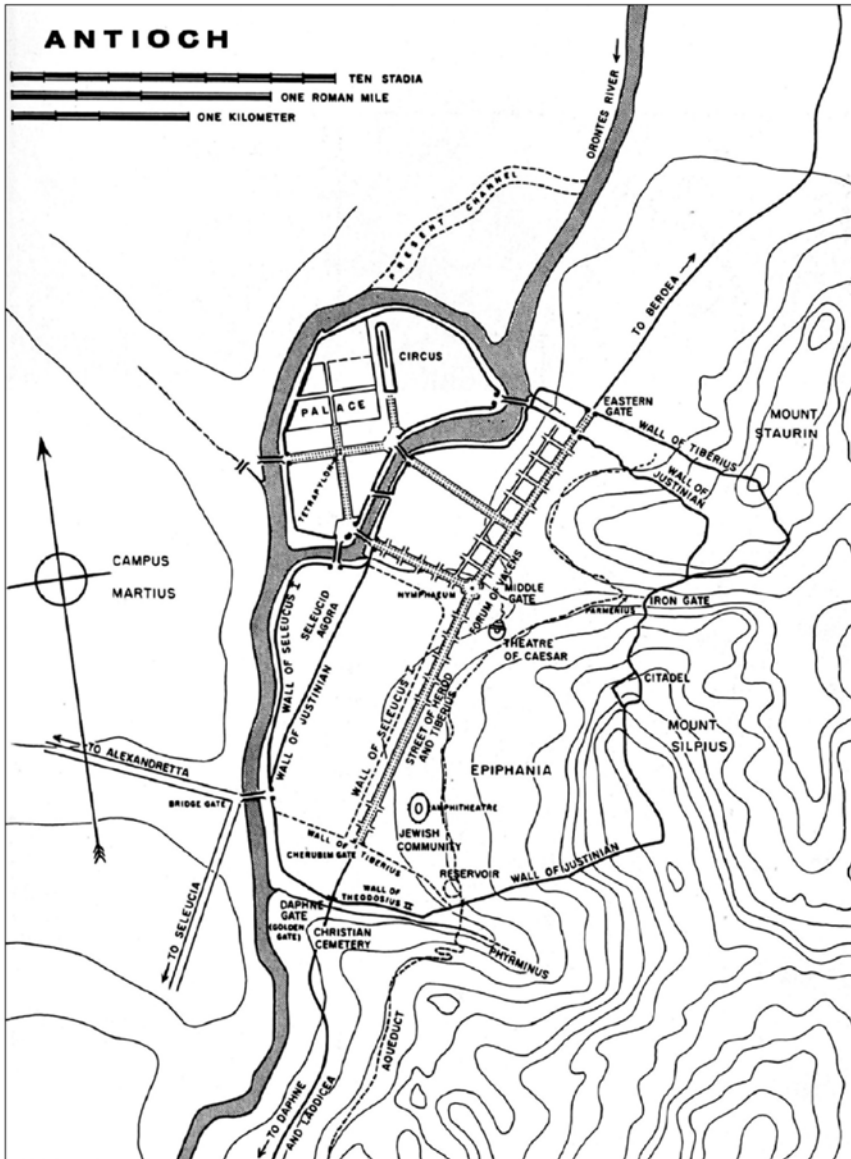 ANTIOCH
TEN STADIA
ONE ROMAN MILE
ONE KILOMETER
ORONTES RIVER
PRESENT CHANNEL
TO BEROEA
CIRCUS
PALACE
EASTERN
GATE
MOUNT
STAURIN
WALL OF TIBERIUS
WALL OF
JUSTINIAN
TETRAPYLON
CAMPUS
MARTIUS
WALL OF SELEUCUS I
SELEUCID
AGORA
NYMPHAEUM
FORUM OF VALENS
MIDDLE
GATE
PARMENIUS
IRON GATE
THEATRE
OF CAESAR
CITADEL
MOUNT
SILPIUS
WALL OF JUSTINIAN
WALL OF SELEUCUS I
STREET OF HEROD
AND TIBERIUS
EPIPHANIA
TO ALEXANDRETTA
BRIDGE GATE
AMPHITHEATRE
JEWISH
COMMUNITY
WALL OF TIBERIUS
CHERUBIM GATE
RESERVOIR
WALL OF JUSTINIAN
WALL OF
THEODOSIUS II
DAPHNE
GATE
(GOLDEN
GATE)
CHRISTIAN
CEMETERY
PHYRMINUS
TO SELEUCIA
AQUEDUCT
TO DAPHNE
AND LAODICEA